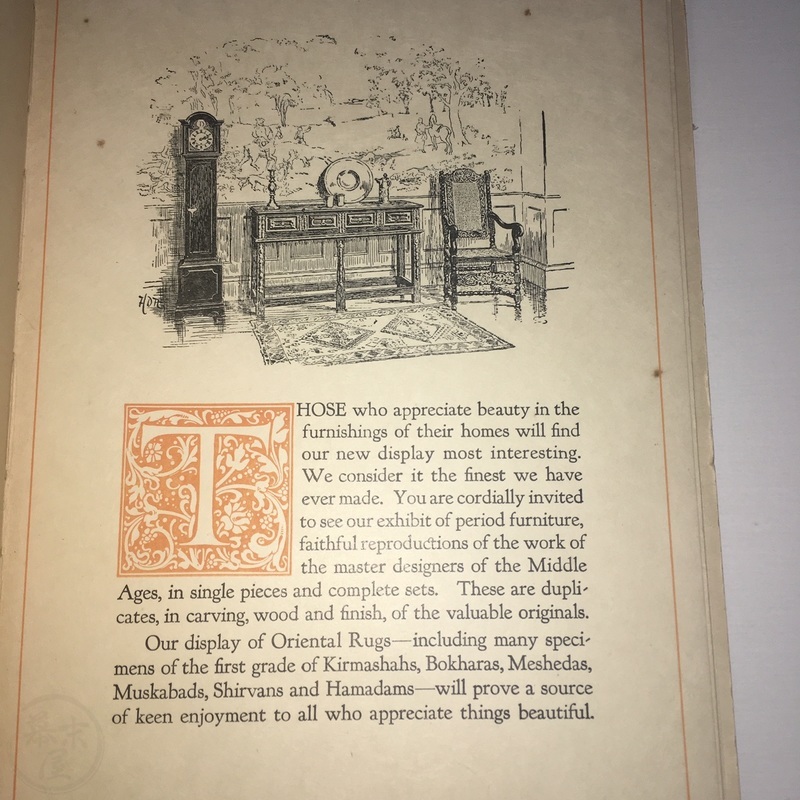 THOSE who appreciate beauty in the
furnishings of their homes will find
our new display most interesting.
We consider it the finest we have
ever made. You are cordially invited
to see our exhibit of period furniture,
faithful reproductions of the work of
the master designers of the Middle
Ages, in single pieces and complete sets. These are dupli-
cates, in carving, wood and finish, of the valuable originals.
Our display of Oriental Rugs—including many speci-
mens of the first grade of Kirmashahs, Bokharas, Meshedas,
Muskabads, Shirvans and Hamadams—will prove a source
of keen enjoyment to all who appreciate things beautiful.